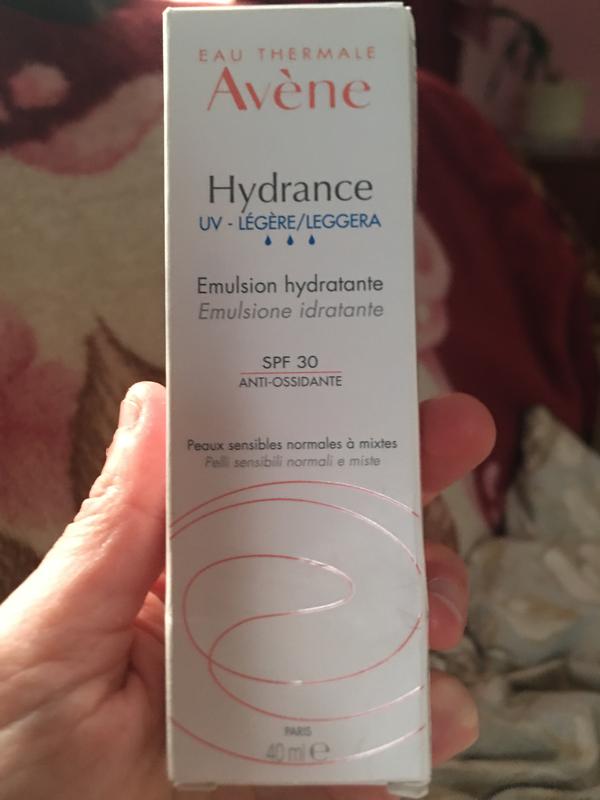 EAU THERMALE
Avène
Hydrance
UV - LÉGÈRE/LEGGERA
Emulsion hydratante
Emulsione idratante
SPF 30
ANTI-OSSIDANTE
Peaux sensibles normales à mixtes
Pelli sensibili normali e miste
PARIS
40 ml ℮